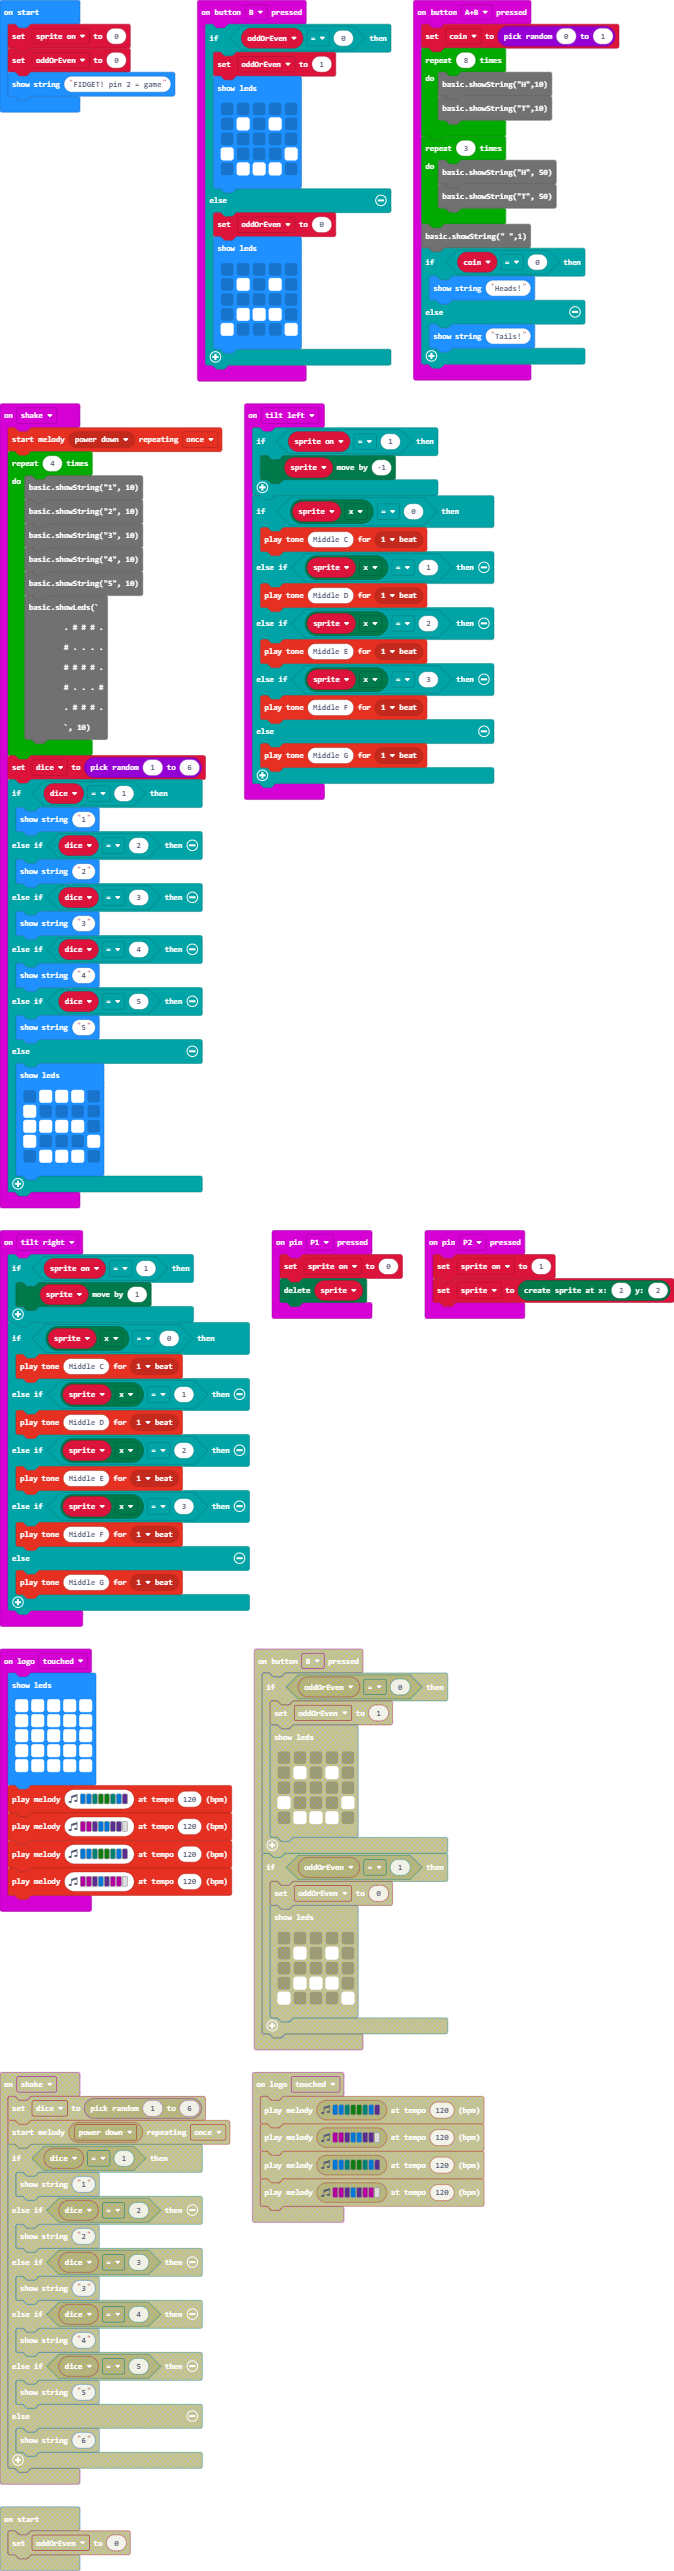 on start
set sprite on to 0
set oddOrEven to 0
show string "FIDGET! pin 2 = game"
on button B pressed
if oddOrEven = 0 then
set oddOrEven to 1
show leds
else
set oddOrEven to 0
show leds
on button A+B pressed
set coin to pick random 0 to 1
repeat 8 times
do
basic.showString("H",10)
basic.showString("T",10)
repeat 3 times
do
basic.showString("H", 50)
basic.showString("T", 50)
basic.showString(" ",1)
if coin = 0 then
show string "Heads!"
else
show string "Tails!"
on shake
start melody power down repeating once
repeat 4 times
do
basic.showString("1", 10)
basic.showString("2", 10)
basic.showString("3", 10)
basic.showString("4", 10)
basic.showString("5", 10)
basic.showLeds(`
. # # # .
# . . . .
# # # # .
# . . . #
. # # # .
`, 10)
set dice to pick random 1 to 6
if dice = 1 then
show string "1"
else if dice = 2 then
show string "2"
else if dice = 3 then
show string "3"
else if dice = 4 then
show string "4"
else if dice = 5 then
show string "5"
else
show leds
on tilt left
if sprite on = 1 then
sprite move by -1
if sprite x = 0 then
play tone Middle C for 1 beat
else if sprite x = 1 then
play tone Middle D for 1 beat
else if sprite x = 2 then
play tone Middle E for 1 beat
else if sprite x = 3 then
play tone Middle F for 1 beat
else
play tone Middle G for 1 beat
on tilt right
if sprite on = 1 then
sprite move by 1
if sprite x = 0 then
play tone Middle C for 1 beat
else if sprite x = 1 then
play tone Middle D for 1 beat
else if sprite x = 2 then
play tone Middle E for 1 beat
else if sprite x = 3 then
play tone Middle F for 1 beat
else
play tone Middle G for 1 beat
on pin P1 pressed
set sprite on to 0
delete sprite
on pin P2 pressed
set sprite on to 1
set sprite to create sprite at x: 2 y: 2
on logo touched
show leds
play melody at tempo 120 (bpm)
play melody at tempo 120 (bpm)
play melody at tempo 120 (bpm)
play melody at tempo 120 (bpm)
on button B pressed
if oddOrEven = 0 then
set oddOrEven to 1
show leds
if oddOrEven = 1 then
set oddOrEven to 0
show leds
on shake
set dice to pick random 1 to 6
start melody power down repeating once
if dice = 1 then
show string "1"
else if dice = 2 then
show string "2"
else if dice = 3 then
show string "3"
else if dice = 4 then
show string "4"
else if dice = 5 then
show string "5"
else
show string "6"
on logo touched
play melody at tempo 120 (bpm)
play melody at tempo 120 (bpm)
play melody at tempo 120 (bpm)
play melody at tempo 120 (bpm)
on start
set oddOrEven to 0